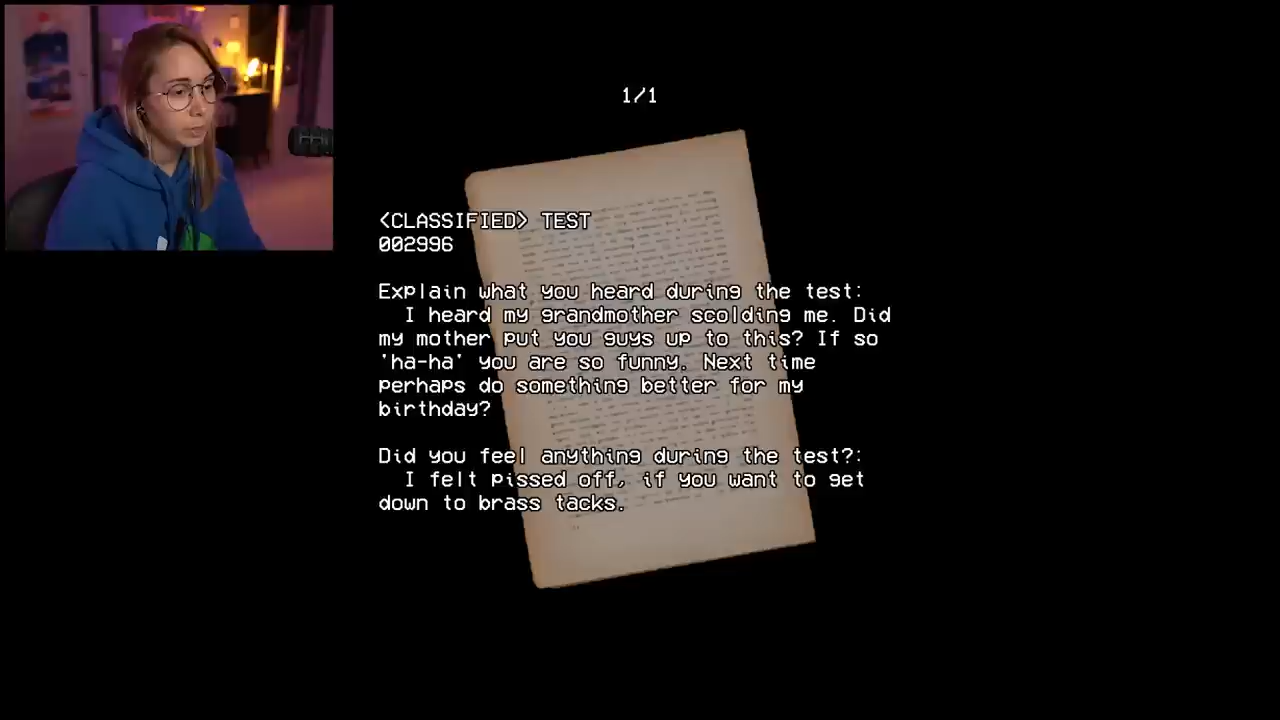 1/1
<CLASSIFIED> TEST
002996
Explain what you heard during the test:
I heard my grandmother scolding me. Did
my mother put you guys up to this? If so
'ha-ha' you are so funny. Next time
perhaps do something better for my
birthday?
Did you feel anything during the test?:
I felt pissed off, if you want to get
down to brass tacks.